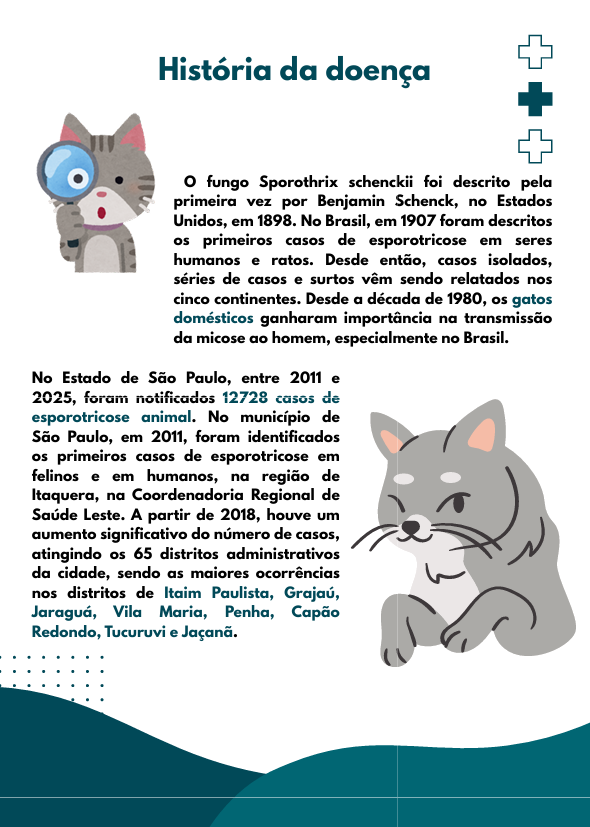 História da doença
O fungo Sporothrix schenckii foi descrito pela
primeira vez por Benjamin Schenck, no Estados
Unidos, em 1898. No Brasil, em 1907 foram descritos
os primeiros casos de esporotricose em seres
humanos e ratos. Desde então, casos isolados,
séries de casos e surtos vêm sendo relatados nos
cinco continentes. Desde a década de 1980, os gatos
domésticos ganharam importância na transmissão
da micose ao homem, especialmente no Brasil.
No Estado de São Paulo, entre 2011 e
2025, foram notificados 12728 casos de
esporotricose animal. No município de
São Paulo, em 2011, foram identificados
os primeiros casos de esporotricose em
felinos e em humanos, na região de
Itaquera, na Coordenadoria Regional de
Saúde Leste. A partir de 2018, houve um
aumento significativo do número de casos,
atingindo os 65 distritos administrativos
da cidade, sendo as maiores ocorrências
nos distritos de Itaim Paulista, Grajaú,
Jaraguá, Vila Maria, Penha, Capão
Redondo, Tucuruvi e Jaçanã.